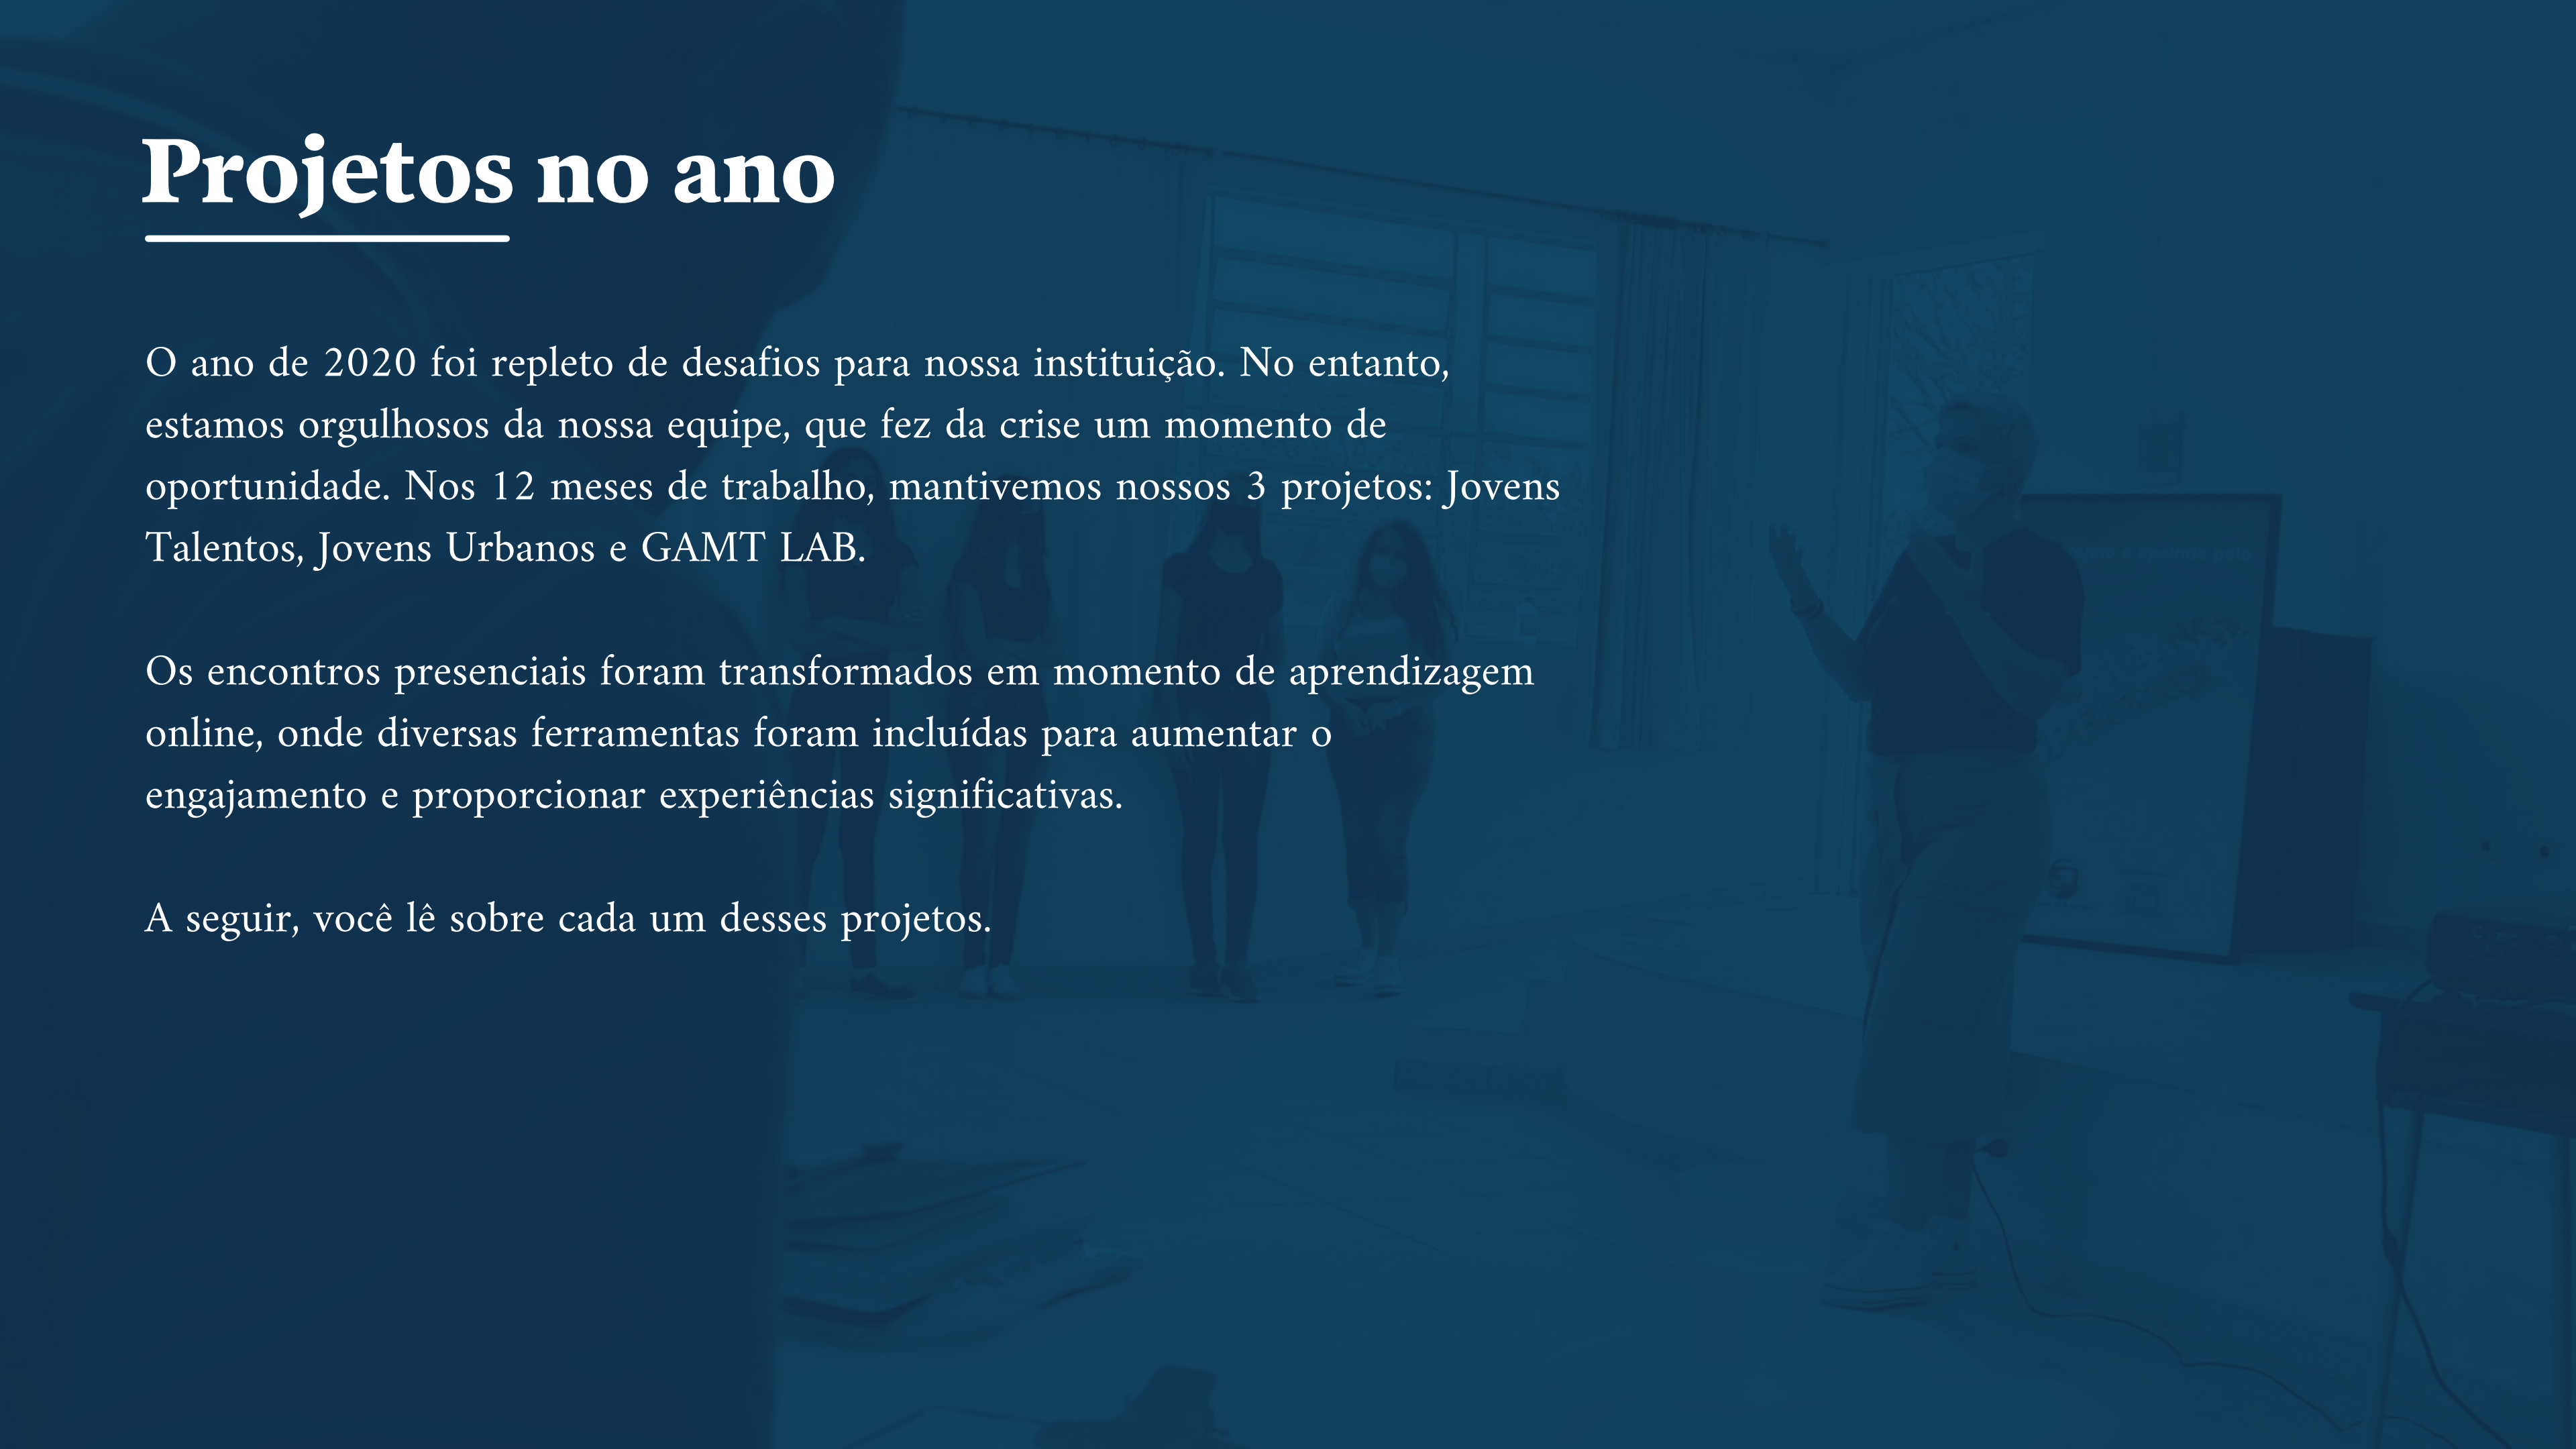 Projetos no ano
O ano de 2020 foi repleto de desafios para nossa instituição. No entanto,
estamos orgulhosos da nossa equipe, que fez da crise um momento de
oportunidade. Nos 12 meses de trabalho, mantivemos nossos 3 projetos: Jovens
Talentos, Jovens Urbanos e GAMT LAB.
Os encontros presenciais foram transformados em momento de aprendizagem
online, onde diversas ferramentas foram incluídas para aumentar o
engajamento e proporcionar experiências significativas.
A seguir, você lê sobre cada um desses projetos.